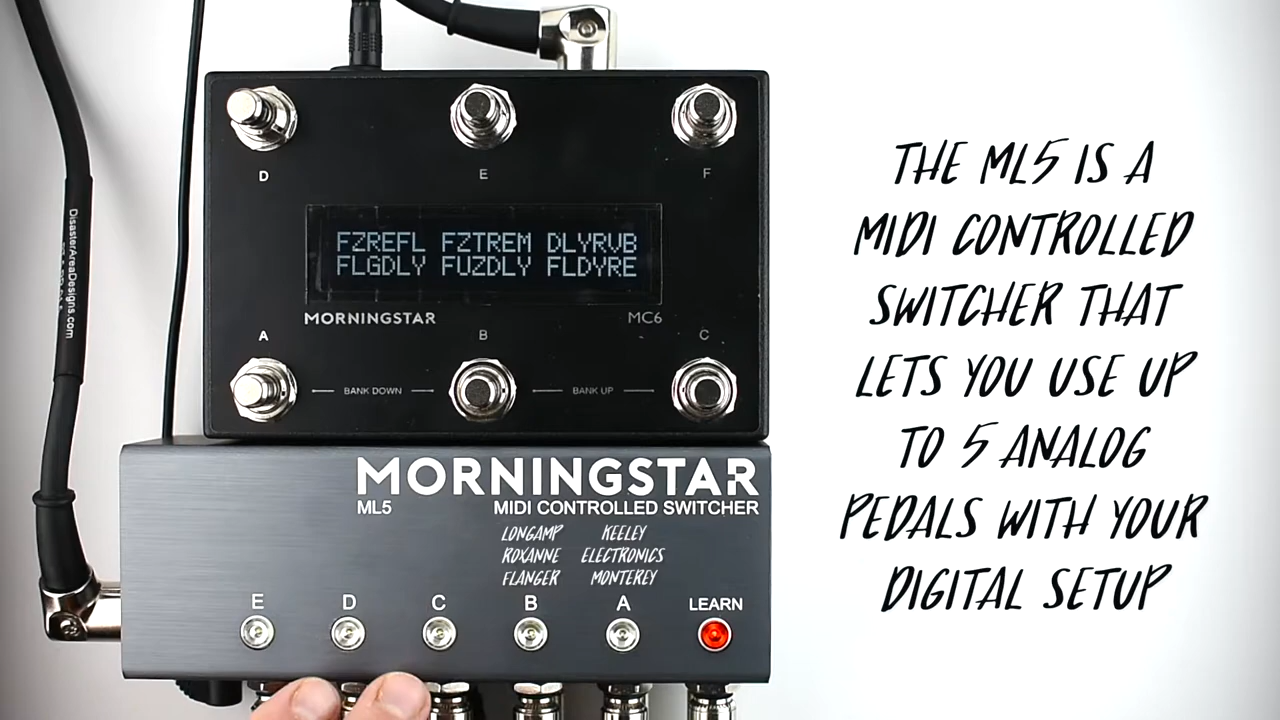 D
E
F
DisasterAreaDesigns.com
FZREFL FZTREM DLYRVB
FLGDLY FUZDLY FLDYRE
MORNINGSTAR
MC6
A
B
C
BANK DOWN
BANK UP
MORNINGSTAR
ML5
MIDI CONTROLLED SWITCHER
LONGAMP
ROXANNE
FLANGER
KEELEY
ELECTRONICS
MONTEREY
E
D
C
B
A
LEARN
THE ML5 IS A
MIDI CONTROLLED
SWITCHER THAT
LETS YOU USE UP
TO 5 ANALOG
PEDALS WITH YOUR
DIGITAL SETUP